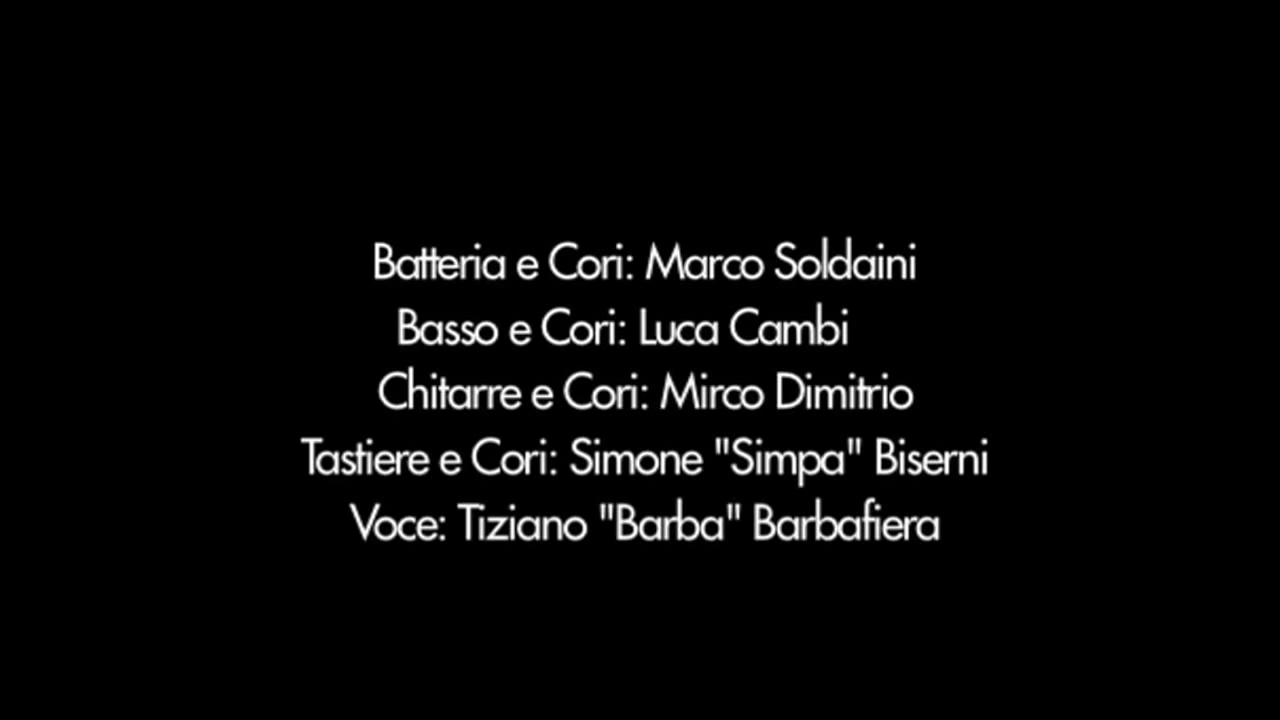 Batteria e Cori: Marco Soldaini
Basso e Cori: Luca Cambi
Chitarre e Cori: Mirco Dimitrio
Tastiere e Cori: Simone "Simpa" Biserni
Voce: Tiziano "Barba" Barbafiera